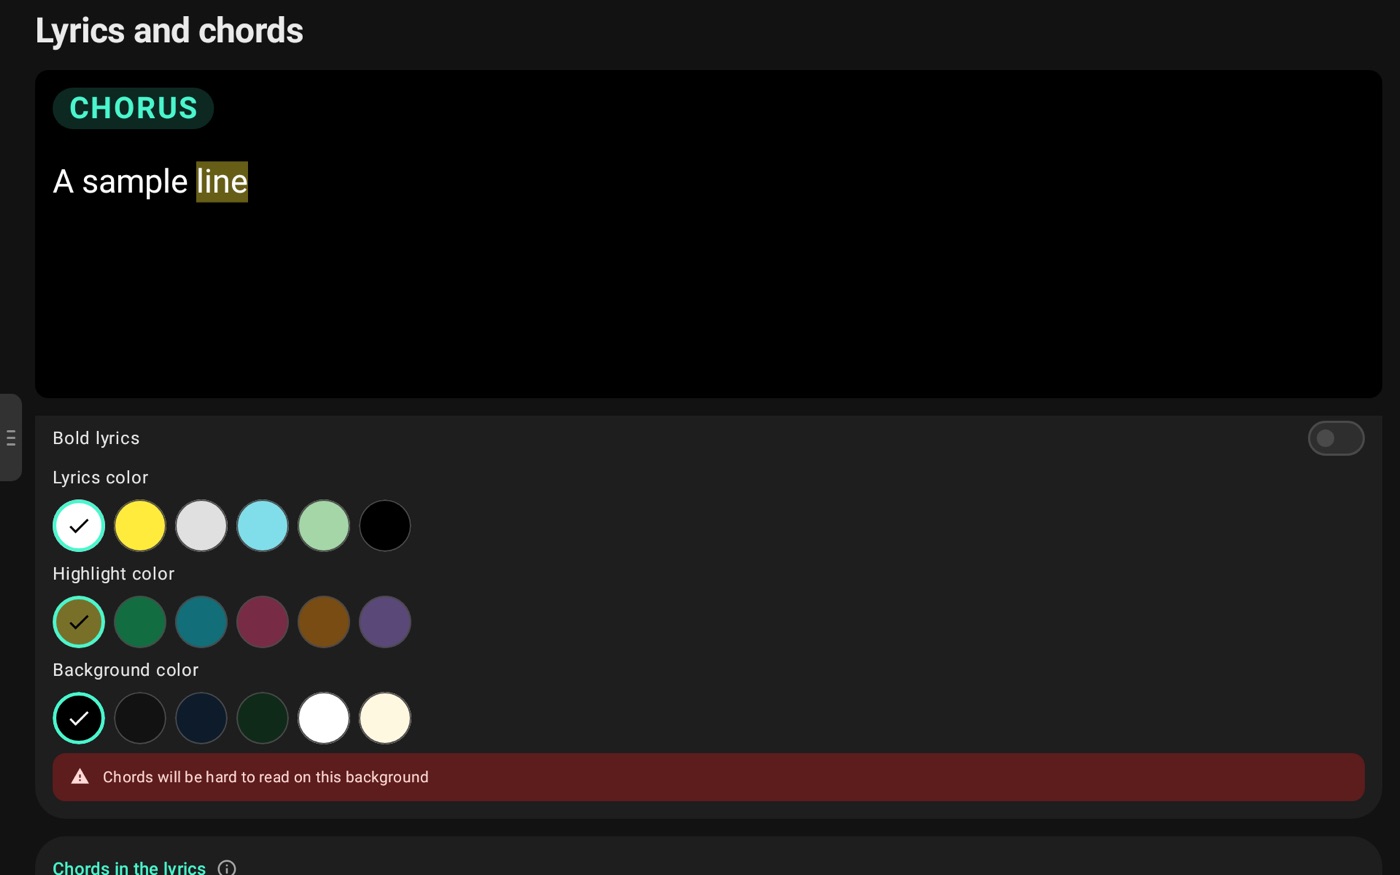 Lyrics and chords
CHORUS
A sample line
Bold lyrics
Lyrics color
Highlight color
Background color
Chords will be hard to read on this background
Chords in the lyrics